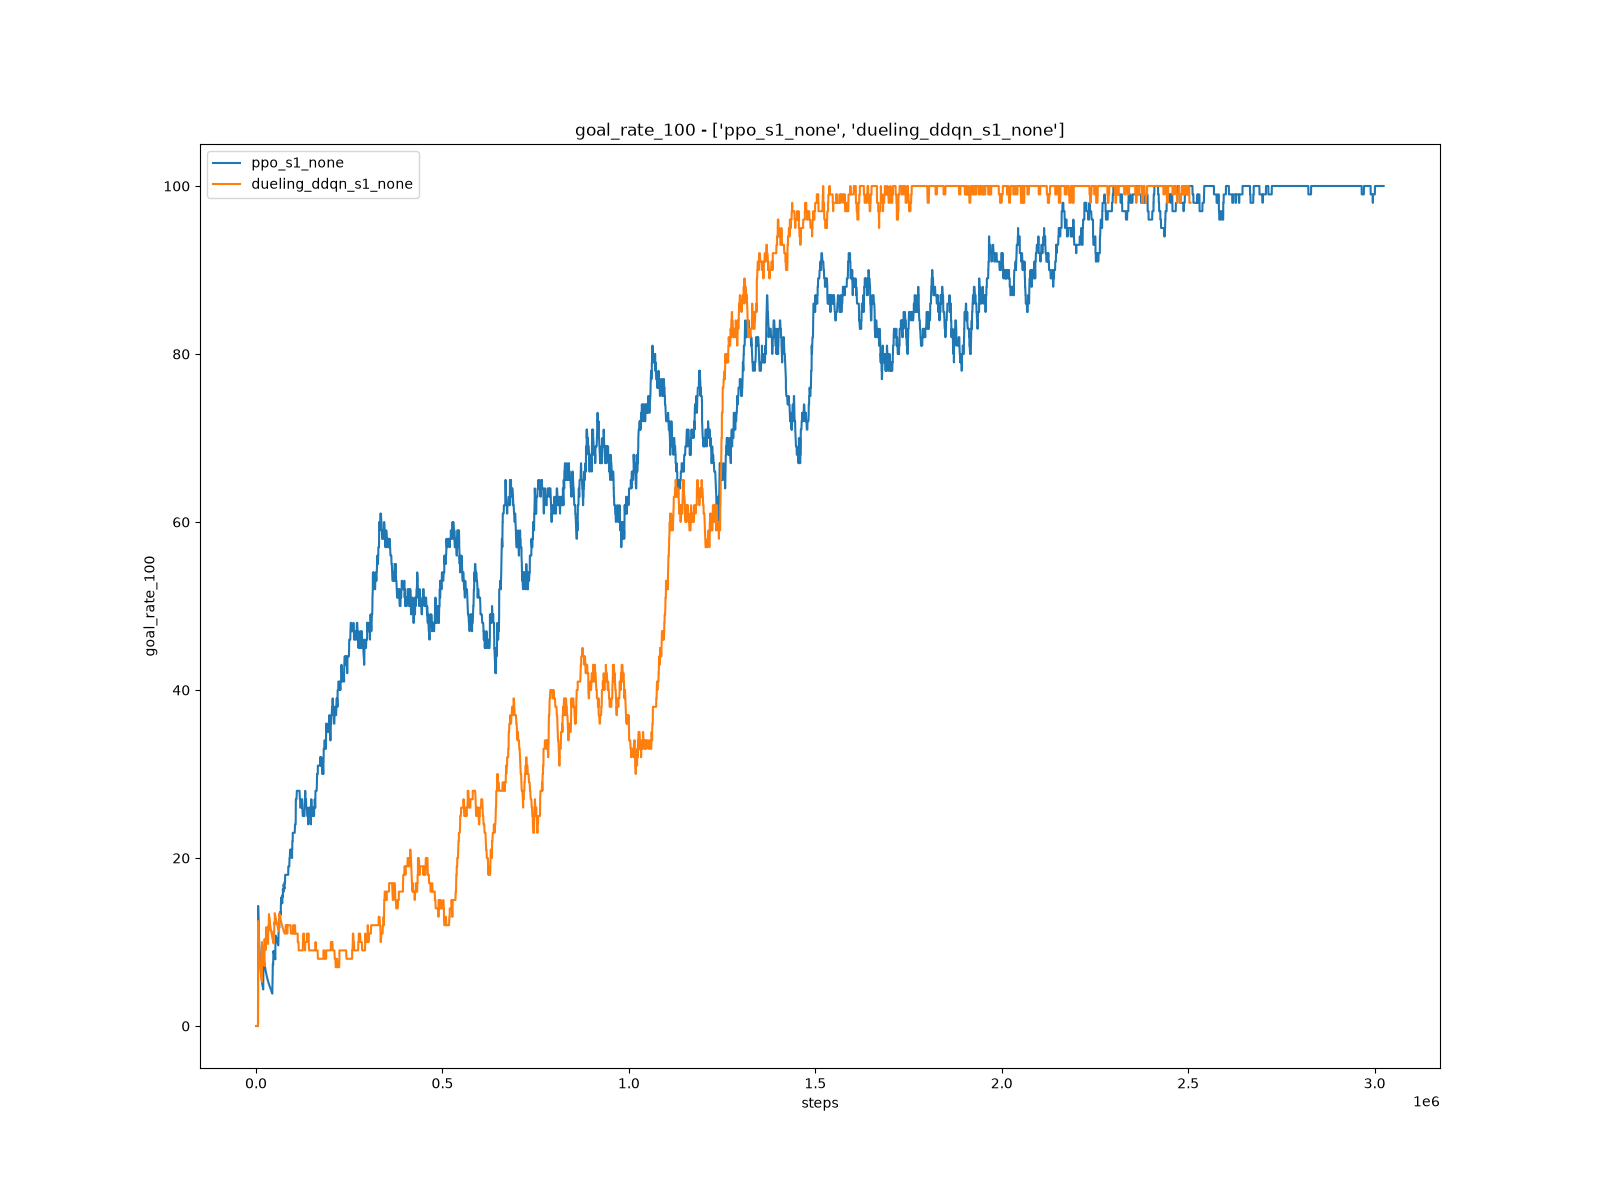 goal_rate_100 - ['ppo_s1_none', 'dueling_ddqn_s1_none']
ppo_s1_none
dueling_ddqn_s1_none
100
80
60
40
20
0
goal_rate_100
0.0 0.5 1.0 1.5 2.0 2.5 3.0
steps
1e6